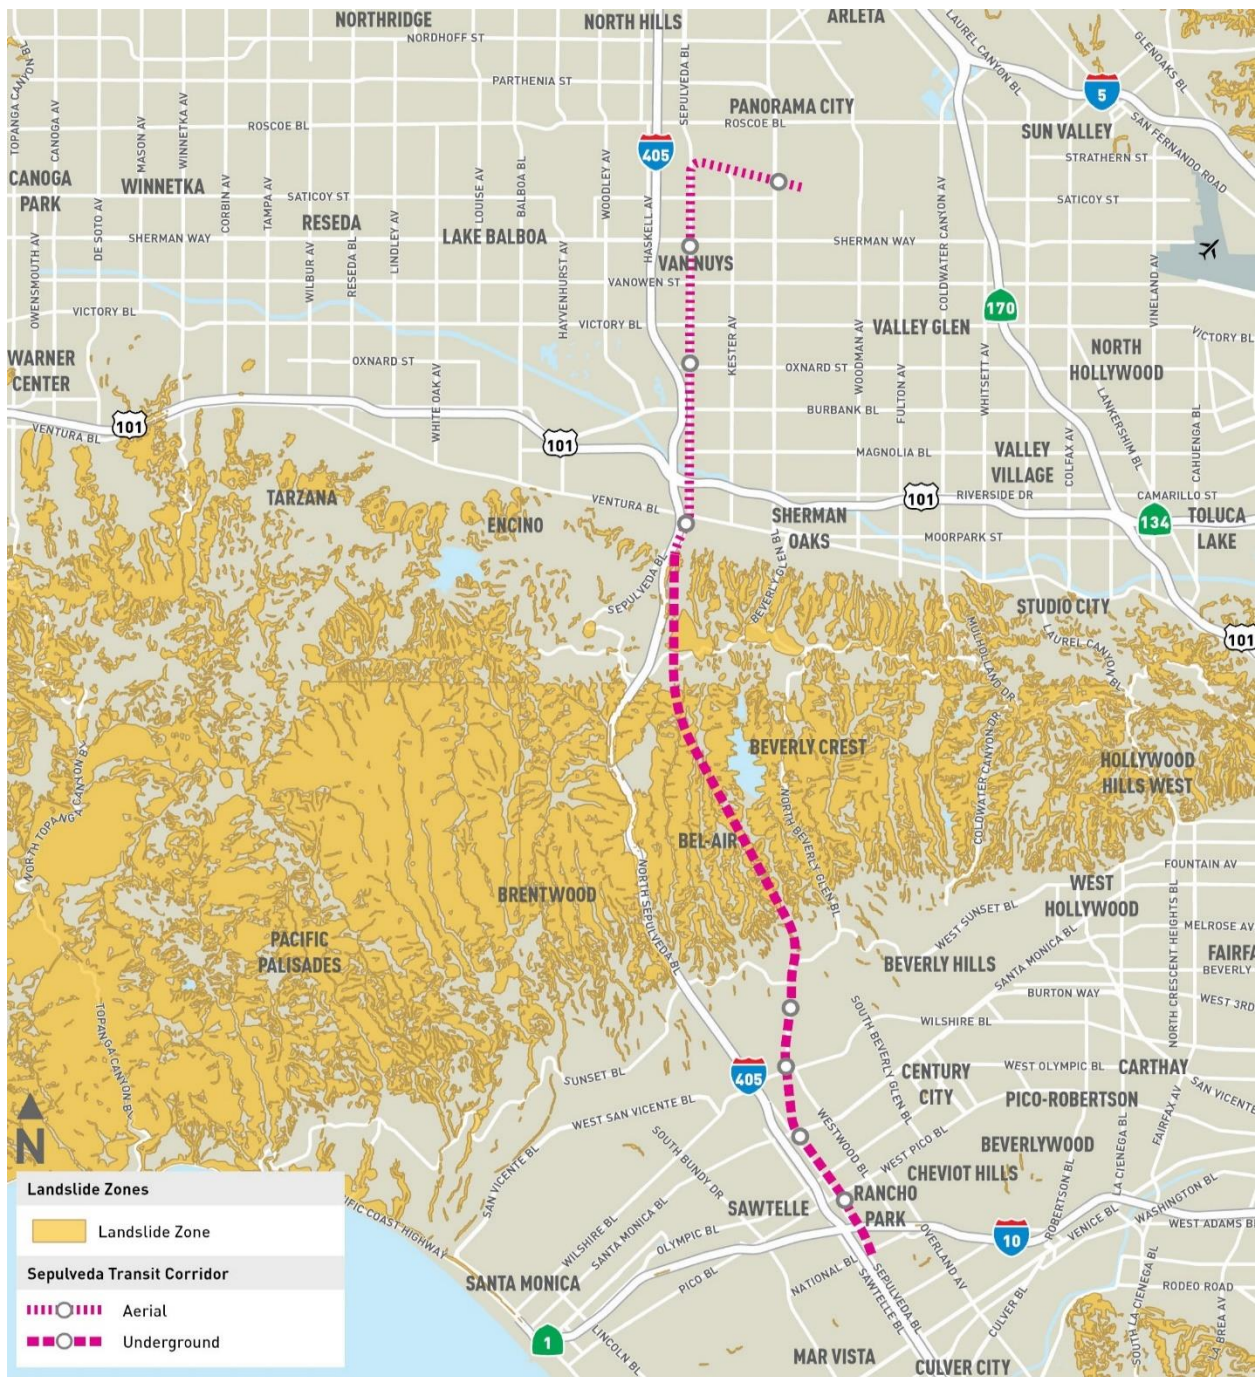 NORTHRIDGE
NORTH HILLS
ARLETA
NORDHOFF ST
LAUREL CANYON BL
GLENOAKS BL
TOPANGA CANYON BL
PARTHENIA ST
SEPULVEDA BL
PANORAMA CITY
5
CANOGA AV
MASON AV
WINNETKA AV
ROSCOE BL
ROSCOE BL
SUN VALLEY
SAN FERNANDO ROAD
405
STRATHERN ST
CANOGA
PARK
WINNETKA
CORBIN AV
TAMPA AV
SATICOY ST
LOUISE AV
BALBOA BL
WOODLEY AV
SATICOY ST
RESEDA
LAKE BALBOA
HASKELL AV
COLDWATER CANYON AV
DE SOTO AV
SHERMAN WAY
LINDLEY AV
SHERMAN WAY
VAN NUYS
OWENSMOUTH AV
WILBUR AV
RESEDA BL
HAYVENHURST AV
VANOWEN ST
VINELAND AV
170
VICTORY BL
VICTORY BL
VALLEY GLEN
VICTORY BL
WARNER
CENTER
OXNARD ST
KESTER AV
OXNARD ST
WOODMAN AV
FULTON AV
WHITSETT AV
NORTH
HOLLYWOOD
WHITE OAK AV
BURBANK BL
LANKERSHIM BL
101
VENTURA BL
101
MAGNOLIA BL
VALLEY
VILLAGE
COLFAX AV
CAHUENGA BL
TARZANA
VENTURA BL
101
RIVERSIDE DR
CAMARILLO ST
ENCINO
SHERMAN
OAKS
MOORPARK ST
134
TOLUCA
LAKE
SEPULVEDA BL
BEVERLY GLEN BL
STUDIO CITY
MULHOLLAND DR
LAUREL CANYON BL
101
BEVERLY CREST
COLDWATER CANYON DR
HOLLYWOOD
HILLS WEST
NORTH TOPANGA CANYON BY
NORTH BEVERLY GLEN BL
BEL-AIR
BRENTWOOD
NORTH SEPULVEDA BL
FOUNTAIN AV
WEST
HOLLYWOOD
WEST SUNSET BL
SANTA MONICA BL
NORTH CRESCENT HEIGHTS BL
MELROSE AV
PACIFIC
PALISADES
BEVERLY HILLS
FAIRFA
BEVERLY
BURTON WAY
WEST 3RD
TOPANGA CANYON BL
SOUTH BEVERLY GLEN BL
WILSHIRE BL
SUNSET BL
405
CENTURY
CITY
WEST OLYMPIC BL
CARTHAY
SAN VICENTE
PICO-ROBERTSON
WEST SAN VICENTE BL
WESTWOOD BL
FAIRFAX AV
N
SAN VICENTE BL
SOUTH BUNDY DR
WEST PICO BL
BEVERLYWOOD
CHEVIOT HILLS
ROBERTSON BL
LA CIENEGA BL
WASHINGTON BL
Landslide Zones
IFIC COAST HIGHWAY
WILSHIRE BL
SANTA MONICA BL
SAWTELLE
RANCHO
PARK
OVERLAND AV
10
VENICE BL
WEST ADAMS BL
Landslide Zone
OLYMPIC BL
Sepulveda Transit Corridor
SANTA MONICA
PICO BL
NATIONAL BL
SEPULVEDA BL
SAWTELLE BL
CULVER BL
SOUTH LA CIENEGA BL
RODEO ROAD
LA BREA AV
Aerial
Underground
1
LINCOLN BL
MAR VISTA
CULVER CITY